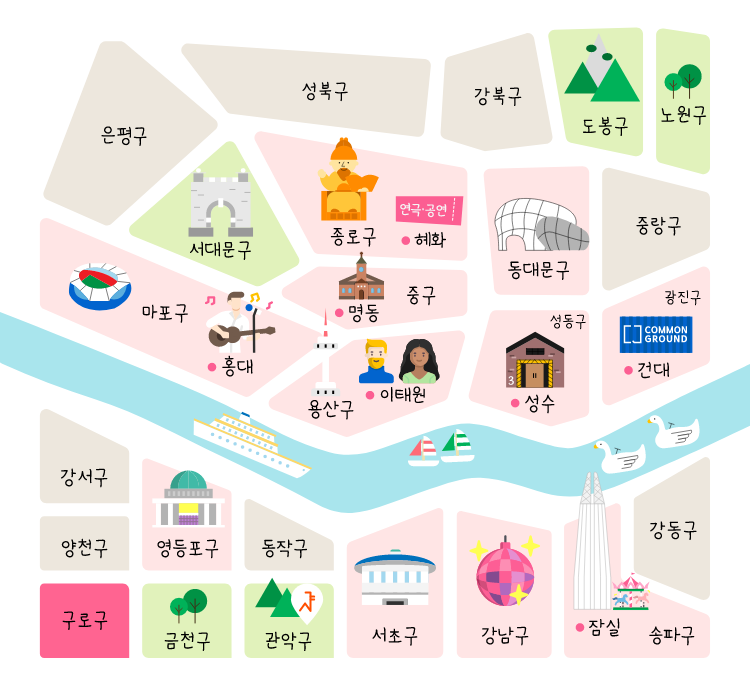 성북구
강북구
도봉구
노원구
은평구
서대문구
종로구
연극·공연
혜화
동대문구
중랑구
마포구
홍대
명동
중구
용산구
이태원
성동구
3
성수
광진구
COMMON
GROUND
건대
강서구
양천구
구로구
영등포구
금천구
동작구
관악구
서초구
강남구
잠실
송파구
강동구